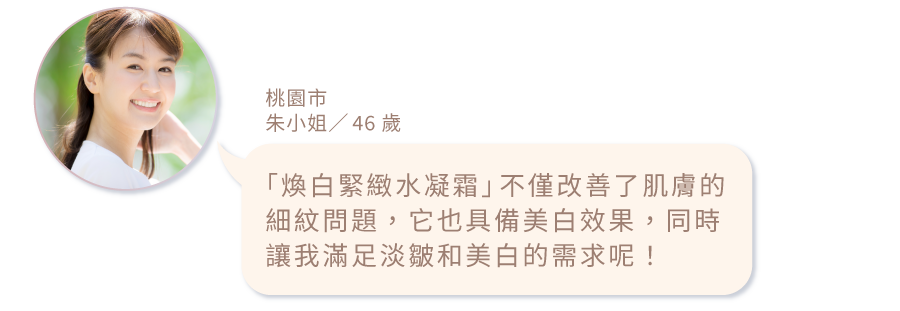 桃園市
朱小姐／46 歲
「煥白緊緻水凝霜」不僅改善了肌膚的
細紋問題，它也具備美白效果，同時
讓我滿足淡皺和美白的需求呢！